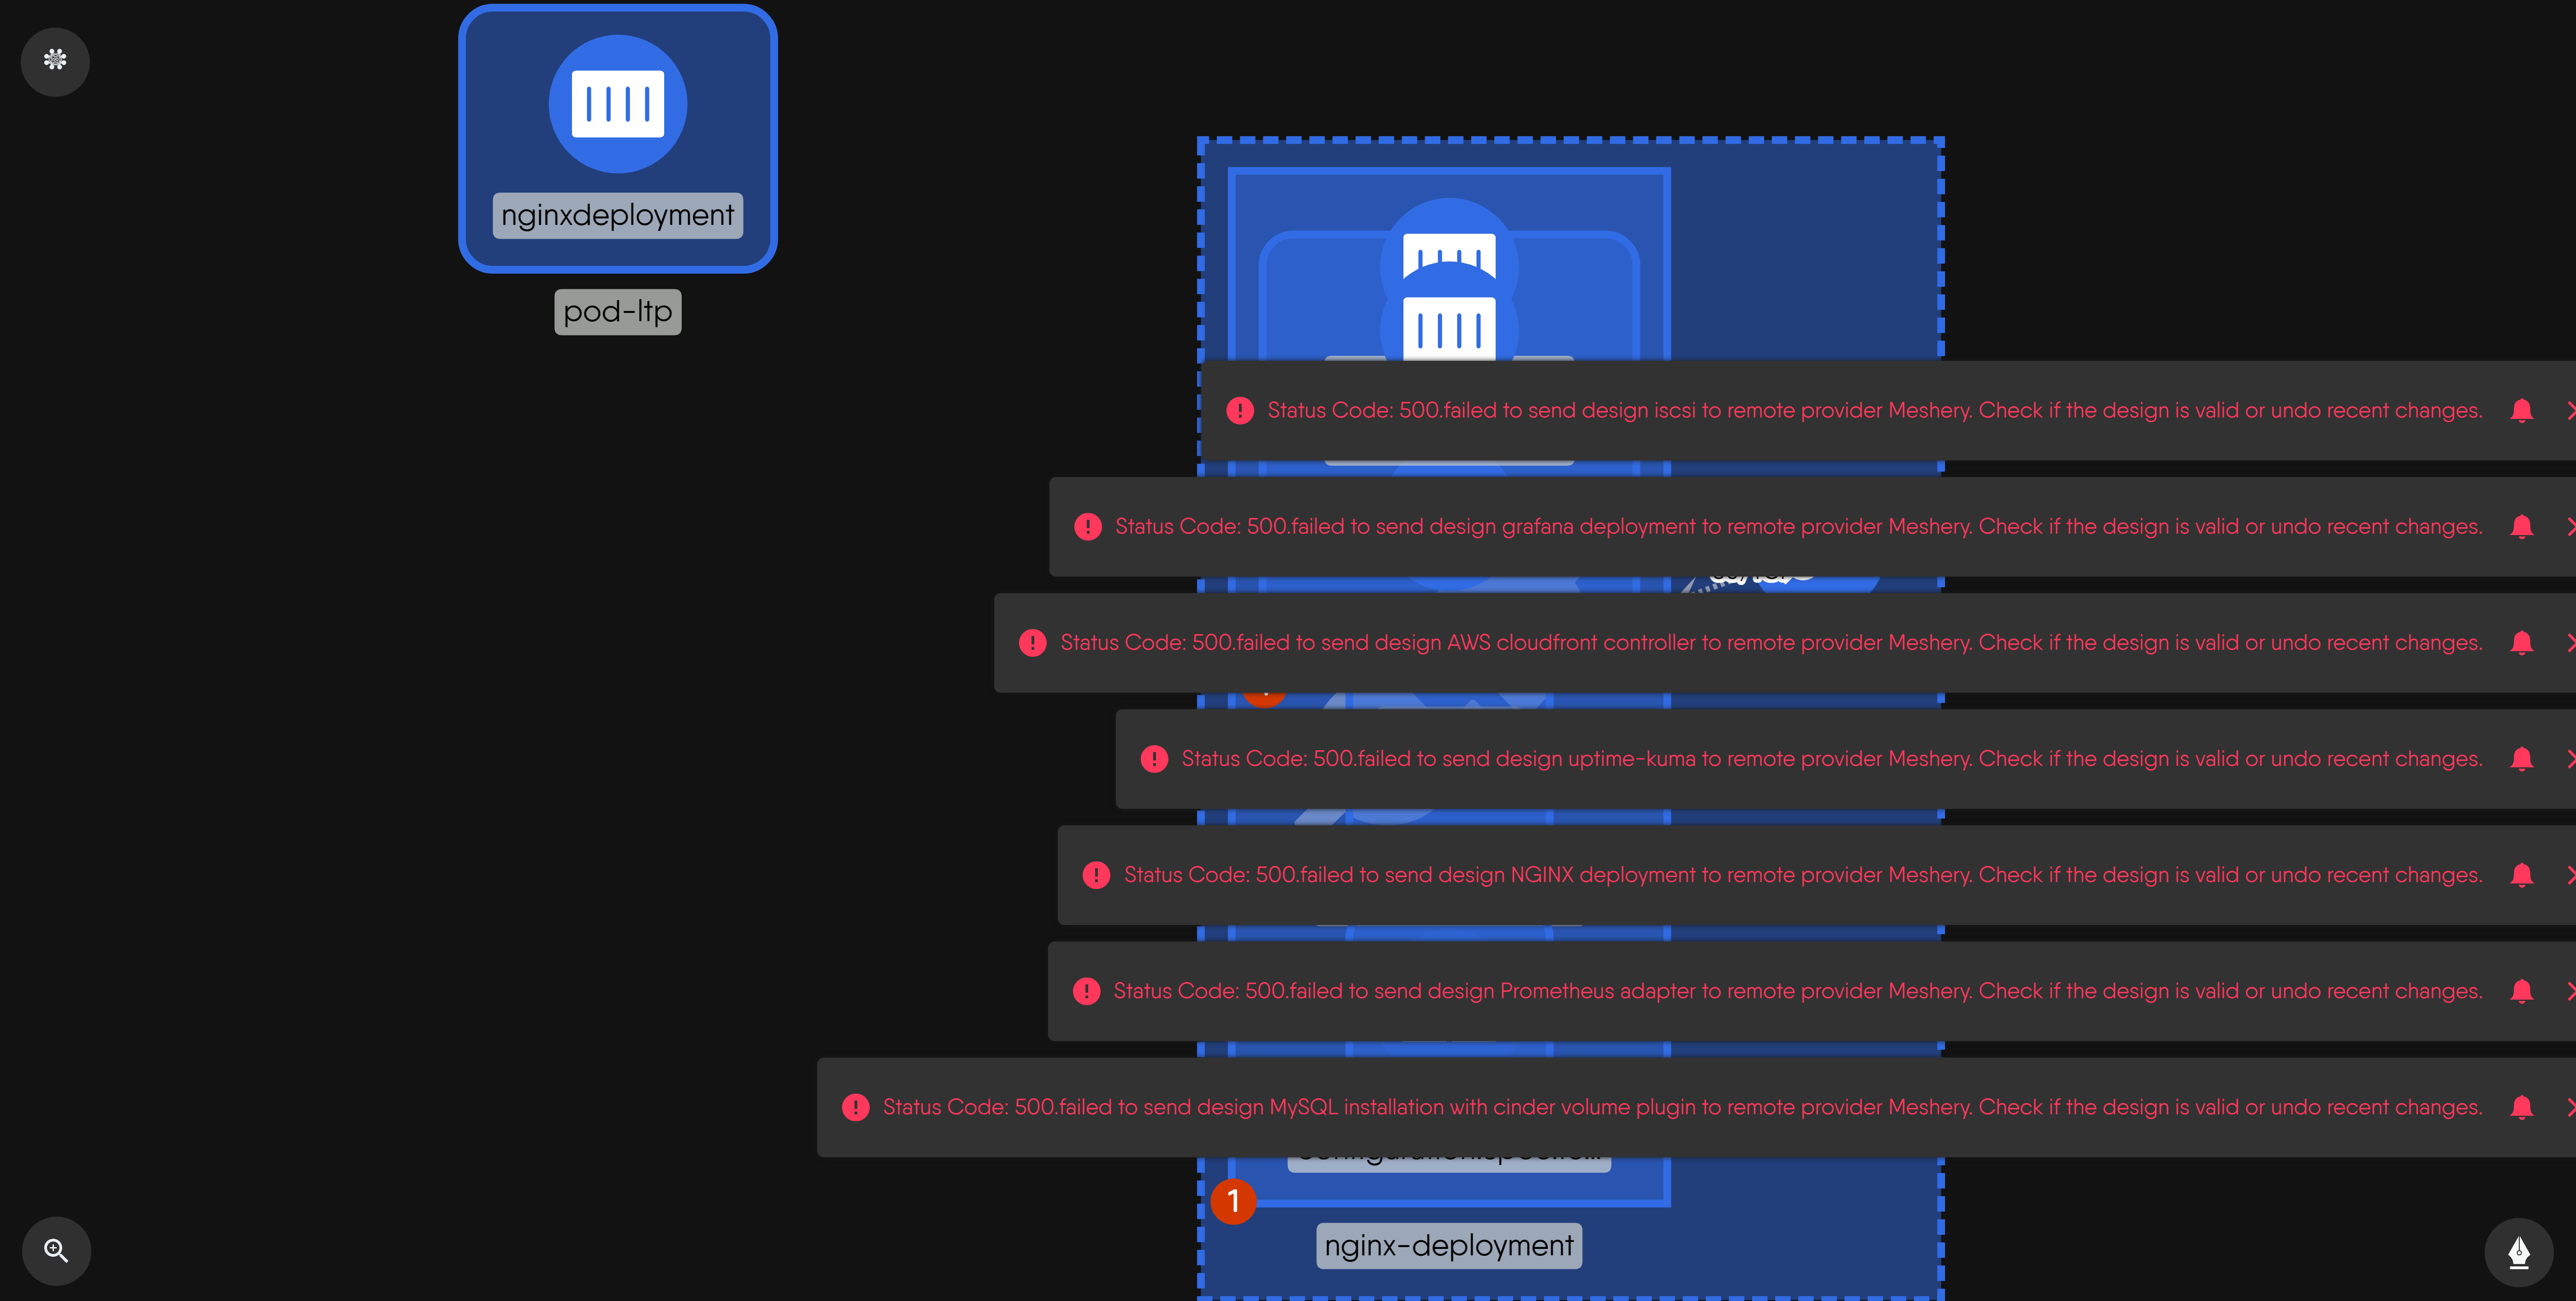 nginxdeployment
pod-ltp
Status Code: 500.failed to send design iscsi to remote provider Meshery. Check if the design is valid or undo recent changes.
Status Code: 500.failed to send design grafana deployment to remote provider Meshery. Check if the design is valid or undo recent changes.
Status Code: 500.failed to send design AWS cloudfront controller to remote provider Meshery. Check if the design is valid or undo recent changes.
Status Code: 500.failed to send design uptime-kuma to remote provider Meshery. Check if the design is valid or undo recent changes.
Status Code: 500.failed to send design NGINX deployment to remote provider Meshery. Check if the design is valid or undo recent changes.
Status Code: 500.failed to send design Prometheus adapter to remote provider Meshery. Check if the design is valid or undo recent changes.
Status Code: 500.failed to send design MySQL installation with cinder volume plugin to remote provider Meshery. Check if the design is valid or undo recent changes.
1
nginx-deployment